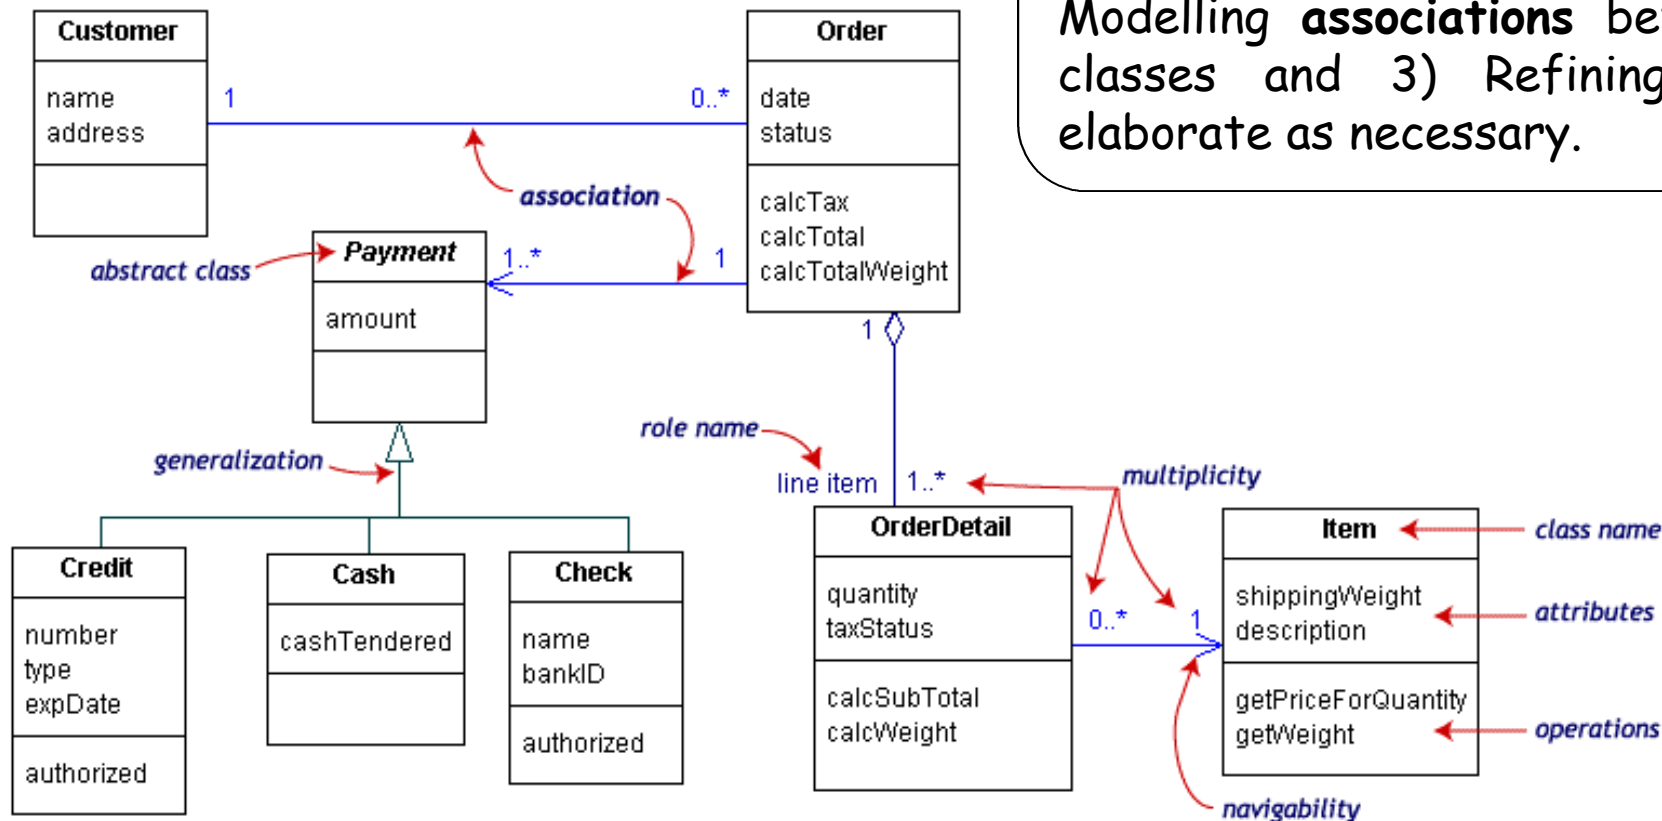 Modelling associations
classes and 3) Refining
elaborate as necessary.
Customer
name
address
1
0..*
Order
date
status
calcTax
calcTotal
calcTotalWeight
association
abstract class
Payment
amount
1..*
1
1
generalization
role name
line item
1..*
multiplicity
Credit
number
type
expDate
authorized
Cash
cashTendered
Check
name
bankID
authorized
OrderDetail
quantity
taxStatus
calcSubTotal
calcWeight
0..*
1
Item
shippingWeight
description
getPriceForQuantity
getWeight
class name
attributes
operations
navigability